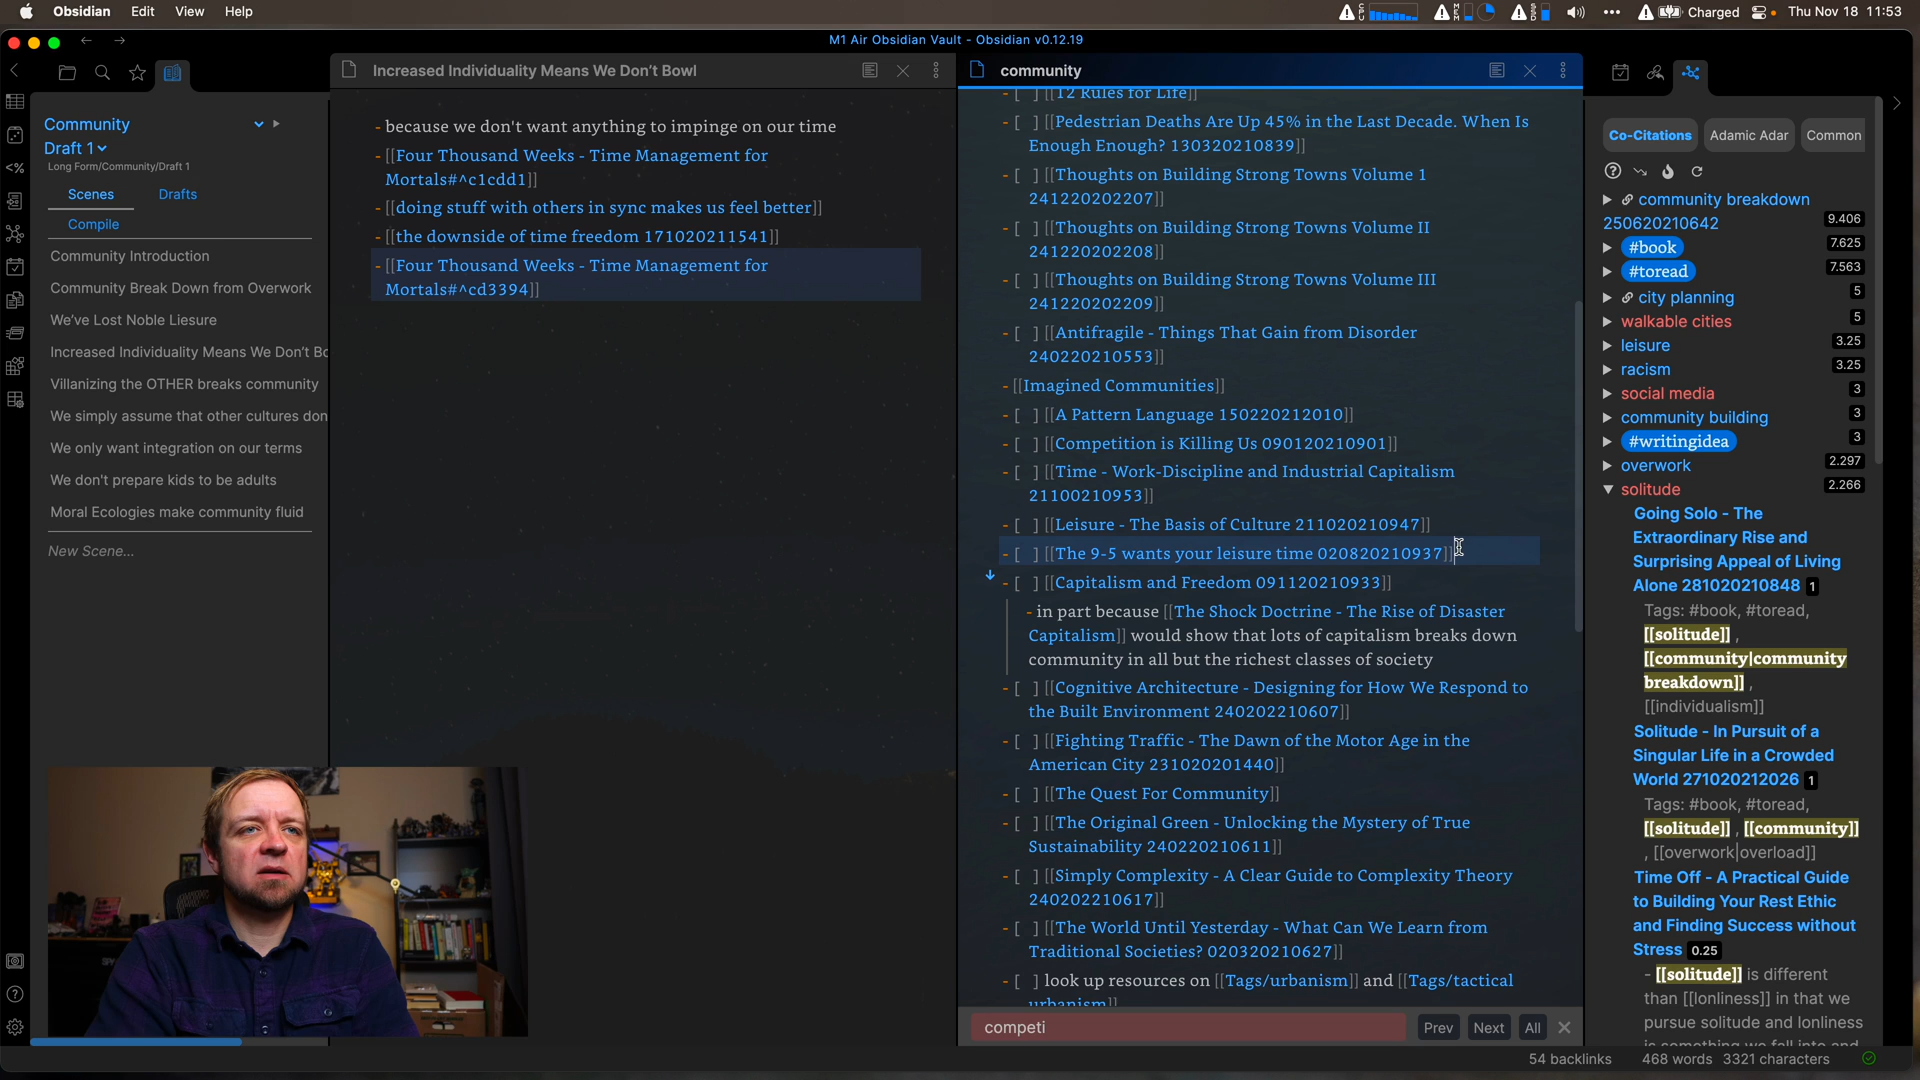 Obsidian Edit View Help
Charged Thu Nov 18 11:53
M1 Air Obsidian Vault - Obsidian v0.12.19
Community
Draft 1
Long Form/Community/Draft 1
Scenes Drafts
Compile
Community Introduction
Community Break Down from Overwork
We've Lost Noble Liesure
Increased Individuality Means We Don't Bo
Villanizing the OTHER breaks community
We simply assume that other cultures don
We only want integration on our terms
We don't prepare kids to be adults
Moral Ecologies make community fluid
New Scene...
Increased Individuality Means We Don't Bowl
- because we don't want anything to impinge on our time
- [[Four Thousand Weeks - Time Management for
Mortals#^c1cdd1]]
- [[doing stuff with others in sync makes us feel better]]
- [[the downside of time freedom 171020211541]]
- [[Four Thousand Weeks - Time Management for
Mortals#^cd3394]]
community
- [ ] [[12 Rules for Life]]
- [ ] [[Pedestrian Deaths Are Up 45% in the Last Decade. When Is
Enough Enough? 130320210839]]
- [ ] [[Thoughts on Building Strong Towns Volume 1
241220202207]]
- [ ] [[Thoughts on Building Strong Towns Volume II
241220202208]]
- [ ] [[Thoughts on Building Strong Towns Volume III
241220202209]]
- [ ] [[Antifragile - Things That Gain from Disorder
240220210553]]
- [[Imagined Communities]]
- [ ] [[A Pattern Language 150220212010]]
- [ ] [[Competition is Killing Us 090120210901]]
- [ ] [[Time - Work-Discipline and Industrial Capitalism
21100210953]]
- [ ] [[Leisure - The Basis of Culture 211020210947]]
- [ ] [[The 9-5 wants your leisure time 020820210937]]
- [ ] [[Capitalism and Freedom 091120210933]]
- in part because [[The Shock Doctrine - The Rise of Disaster
Capitalism]] would show that lots of capitalism breaks down
community in all but the richest classes of society
- [ ] [[Cognitive Architecture - Designing for How We Respond to
the Built Environment 240202210607]]
- [ ] [[Fighting Traffic - The Dawn of the Motor Age in the
American City 231020201440]]
- [ ] [[The Quest For Community]]
- [ ] [[The Original Green - Unlocking the Mystery of True
Sustainability 240220210611]]
- [ ] [[Simply Complexity - A Clear Guide to Complexity Theory
240202210617]]
- [ ] [[The World Until Yesterday - What Can We Learn from
Traditional Societies? 020320210627]]
- [ ] look up resources on [[Tags/urbanism]] and [[Tags/tactical
urbanism]]
competi Prev Next All
Co-Citations Adamic Adar Common
community breakdown
250620210642 9.406
#book 7.625
#toread 7.563
city planning 5
walkable cities 5
leisure 3.25
racism 3.25
social media 3
community building 3
#writingidea 3
overwork 2.297
solitude 2.266
Going Solo - The
Extraordinary Rise and
Surprising Appeal of Living
Alone 281020210848 1
Tags: #book, #toread,
[[solitude]] ,
[[community|community
breakdown]] ,
[[individualism]]
Solitude - In Pursuit of a
Singular Life in a Crowded
World 271020212026 1
Tags: #book, #toread,
[[solitude]] , [[community]]
, [[overwork|overload]]
Time Off - A Practical Guide
to Building Your Rest Ethic
and Finding Success without
Stress 0.25
- [[solitude]] is different
than [[lonliness]] in that we
pursue solitude and lonliness
is something we fall into and
54 backlinks 468 words 3321 characters